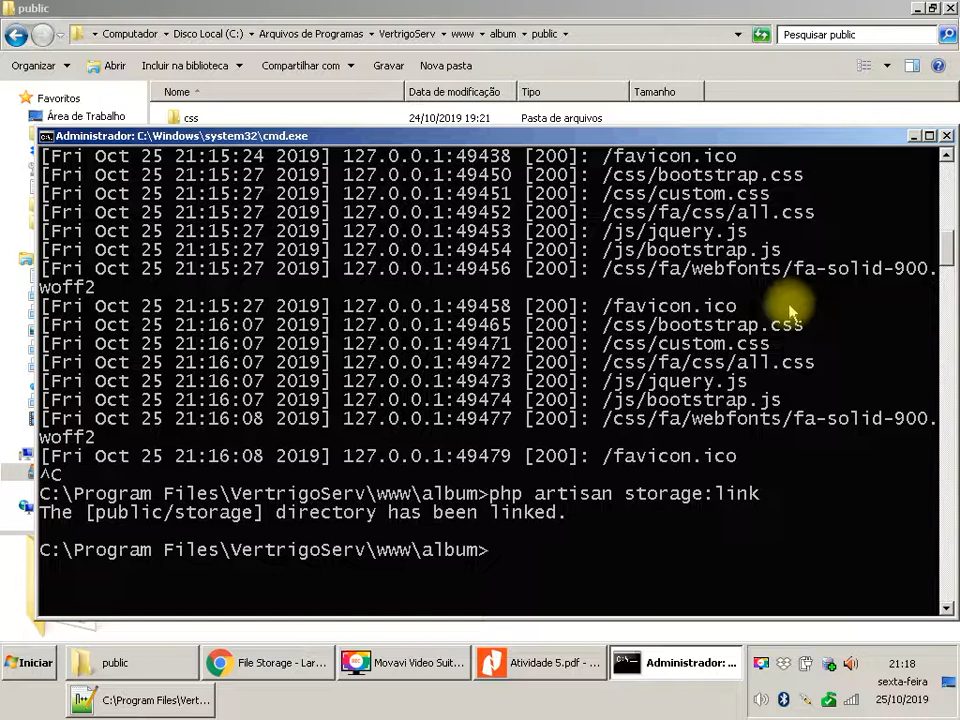 public
Computador
Disco Local (C:)
Arquivos de Programas
VertrigoServ
www
album
public
Pesquisar public
Organizar
Abrir
Incluir na biblioteca
Compartilhar com
Gravar
Nova pasta
Favoritos
Área de Trabalho
Nome
Data de modificação
Tipo
Tamanho
css
24/10/2019 19:21
Pasta de arquivos
Administrador: C:\Windows\system32\cmd.exe
[Fri Oct 25 21:15:24 2019] 127.0.0.1:49438 [200]: /favicon.ico
[Fri Oct 25 21:15:27 2019] 127.0.0.1:49450 [200]: /css/bootstrap.css
[Fri Oct 25 21:15:27 2019] 127.0.0.1:49451 [200]: /css/custom.css
[Fri Oct 25 21:15:27 2019] 127.0.0.1:49452 [200]: /css/fa/css/all.css
[Fri Oct 25 21:15:27 2019] 127.0.0.1:49453 [200]: /js/jquery.js
[Fri Oct 25 21:15:27 2019] 127.0.0.1:49454 [200]: /js/bootstrap.js
[Fri Oct 25 21:15:27 2019] 127.0.0.1:49456 [200]: /css/fa/webfonts/fa-solid-900.
woff2
[Fri Oct 25 21:15:27 2019] 127.0.0.1:49458 [200]: /favicon.ico
[Fri Oct 25 21:16:07 2019] 127.0.0.1:49465 [200]: /css/bootstrap.css
[Fri Oct 25 21:16:07 2019] 127.0.0.1:49471 [200]: /css/custom.css
[Fri Oct 25 21:16:07 2019] 127.0.0.1:49472 [200]: /css/fa/css/all.css
[Fri Oct 25 21:16:07 2019] 127.0.0.1:49473 [200]: /js/jquery.js
[Fri Oct 25 21:16:07 2019] 127.0.0.1:49474 [200]: /js/bootstrap.js
[Fri Oct 25 21:16:08 2019] 127.0.0.1:49477 [200]: /css/fa/webfonts/fa-solid-900.
woff2
[Fri Oct 25 21:16:08 2019] 127.0.0.1:49479 [200]: /favicon.ico
^C
C:\Program Files\VertrigoServ\www\album>php artisan storage:link
The [public/storage] directory has been linked.
C:\Program Files\VertrigoServ\www\album>
Iniciar
public
File Storage - Lar...
Movavi Video Suit...
Atividade 5.pdf - ...
Administrador: ...
C:\Program Files\Vert...
21:18
sexta-feira
25/10/2019